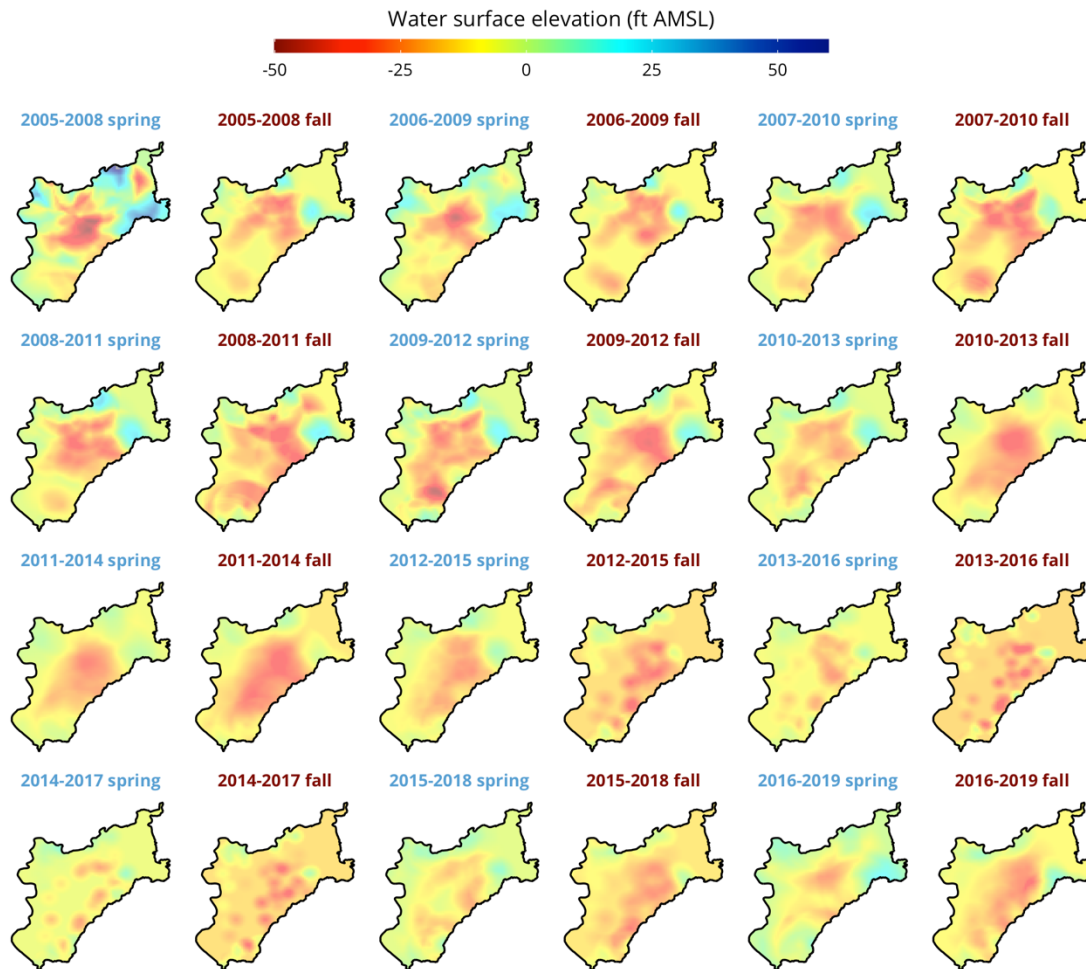 Water surface elevation (ft AMSL)
-50 -25 0 25 50
2005-2008 spring 2005-2008 fall 2006-2009 spring 2006-2009 fall 2007-2010 spring 2007-2010 fall
2008-2011 spring 2008-2011 fall 2009-2012 spring 2009-2012 fall 2010-2013 spring 2010-2013 fall
2011-2014 spring 2011-2014 fall 2012-2015 spring 2012-2015 fall 2013-2016 spring 2013-2016 fall
2014-2017 spring 2014-2017 fall 2015-2018 spring 2015-2018 fall 2016-2019 spring 2016-2019 fall